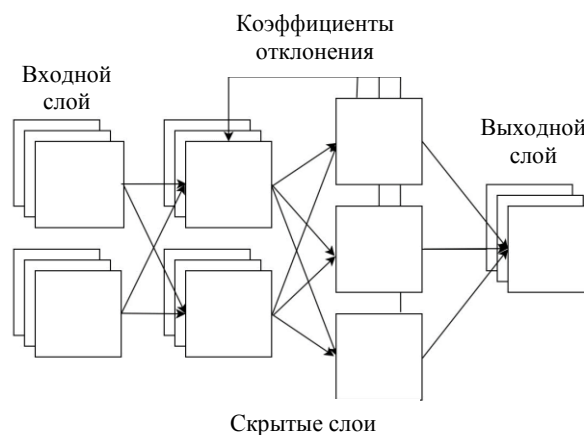 Коэффициенты
отклонения
Входной
слой
Выходной
слой
Скрытые слои